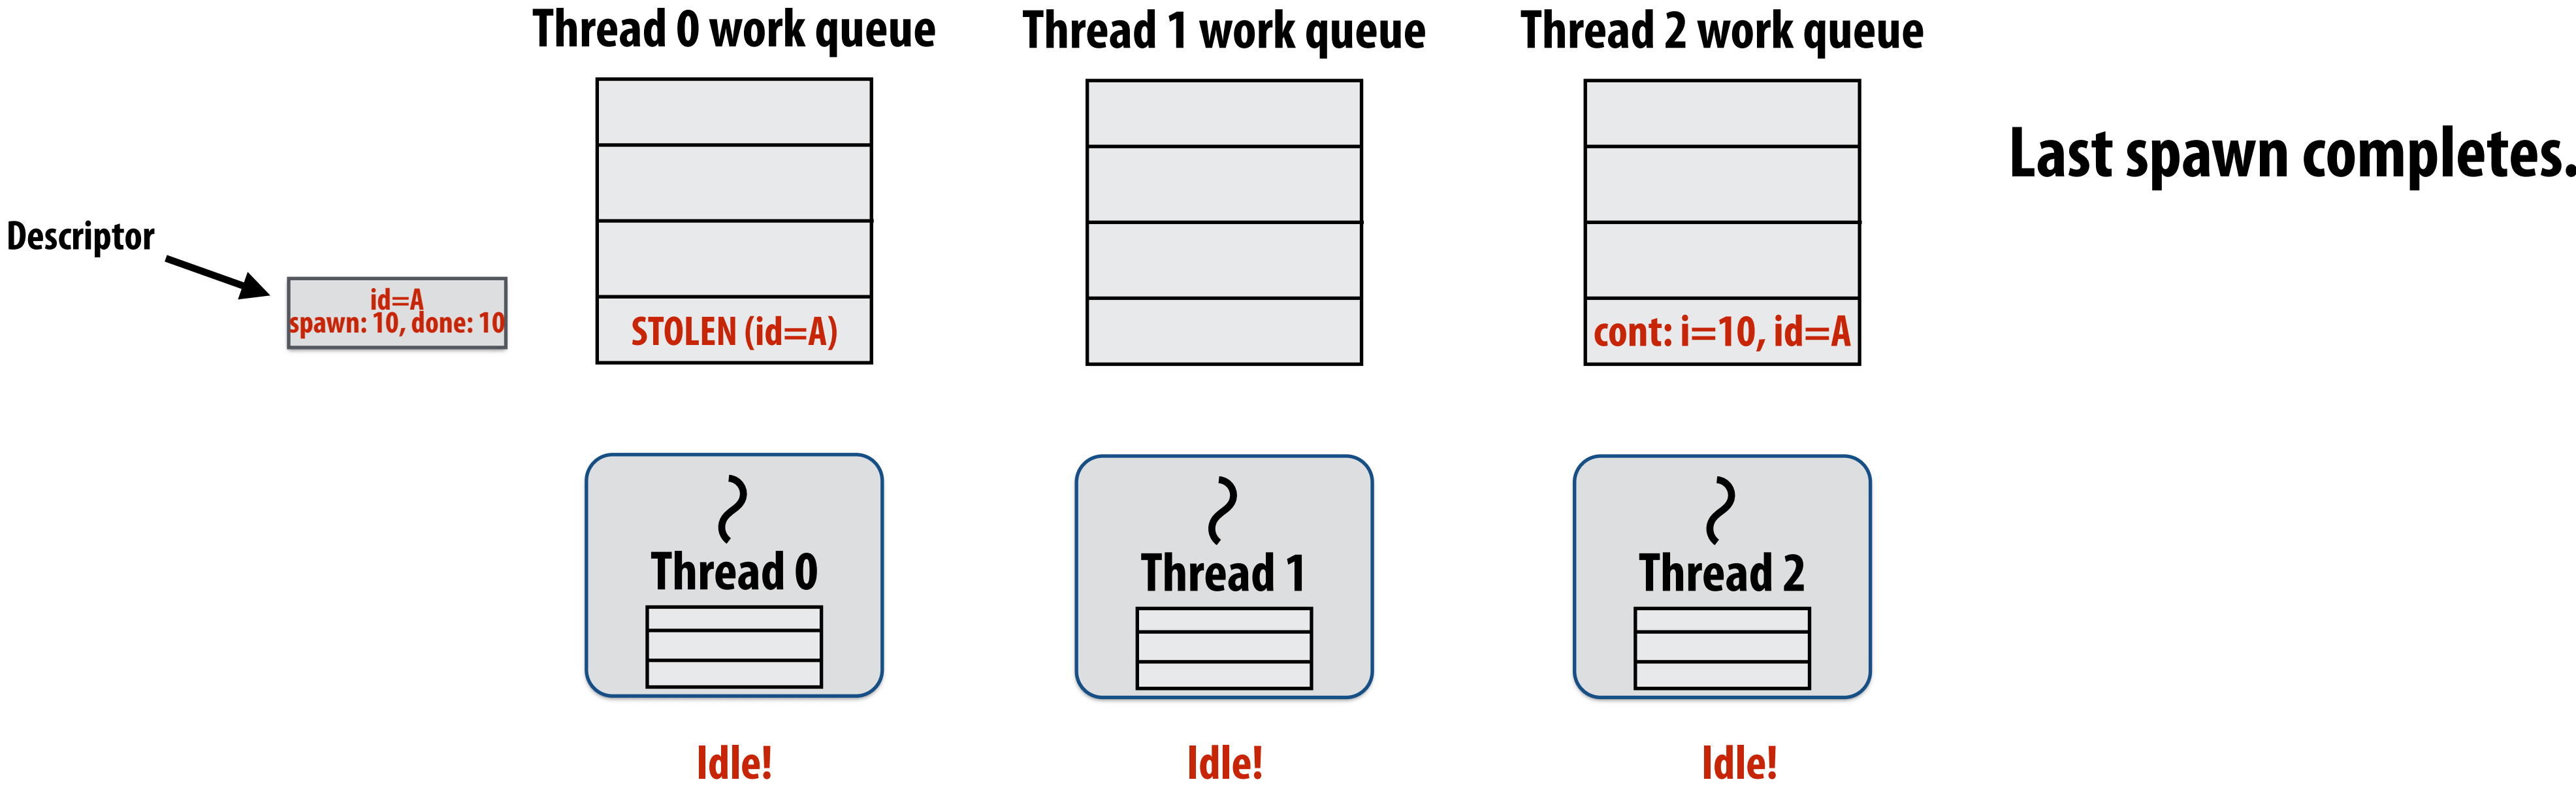 Thread 0 work queue
Thread 1 work queue
Thread 2 work queue
Last spawn completes.
Descriptor
id=A
spawn: 10, done: 10
STOLEN (id=A)
cont: i=10, id=A
Thread 0
Thread 1
Thread 2
Idle!
Idle!
Idle!